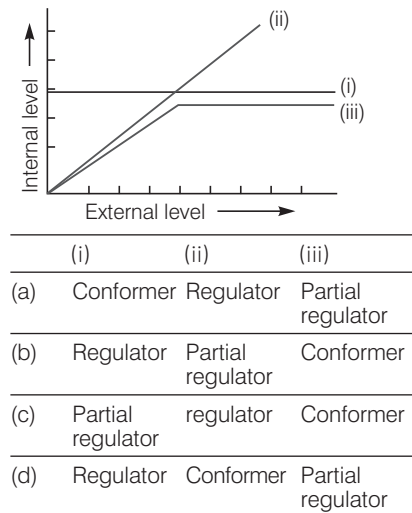 (ii)
(i)
(iii)
Internal level
External level
(i) (ii) (iii)
(a) Conformer Regulator Partial
regulator
(b) Regulator Partial Conformer
regulator
(c) Partial regulator Conformer
regulator
(d) Regulator Conformer Partial
regulator